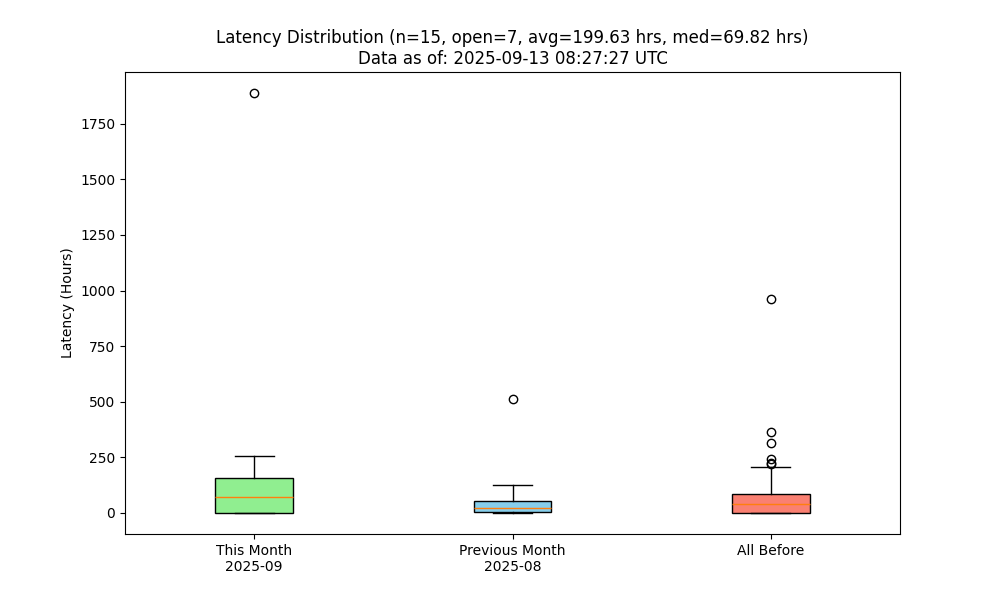 Latency Distribution (n=15, open=7, avg=199.63 hrs, med=69.82 hrs)
Data as of: 2025-09-13 08:27:27 UTC
Latency (Hours)
1750
1500
1250
1000
750
500
250
0
This Month
2025-09
Previous Month
2025-08
All Before